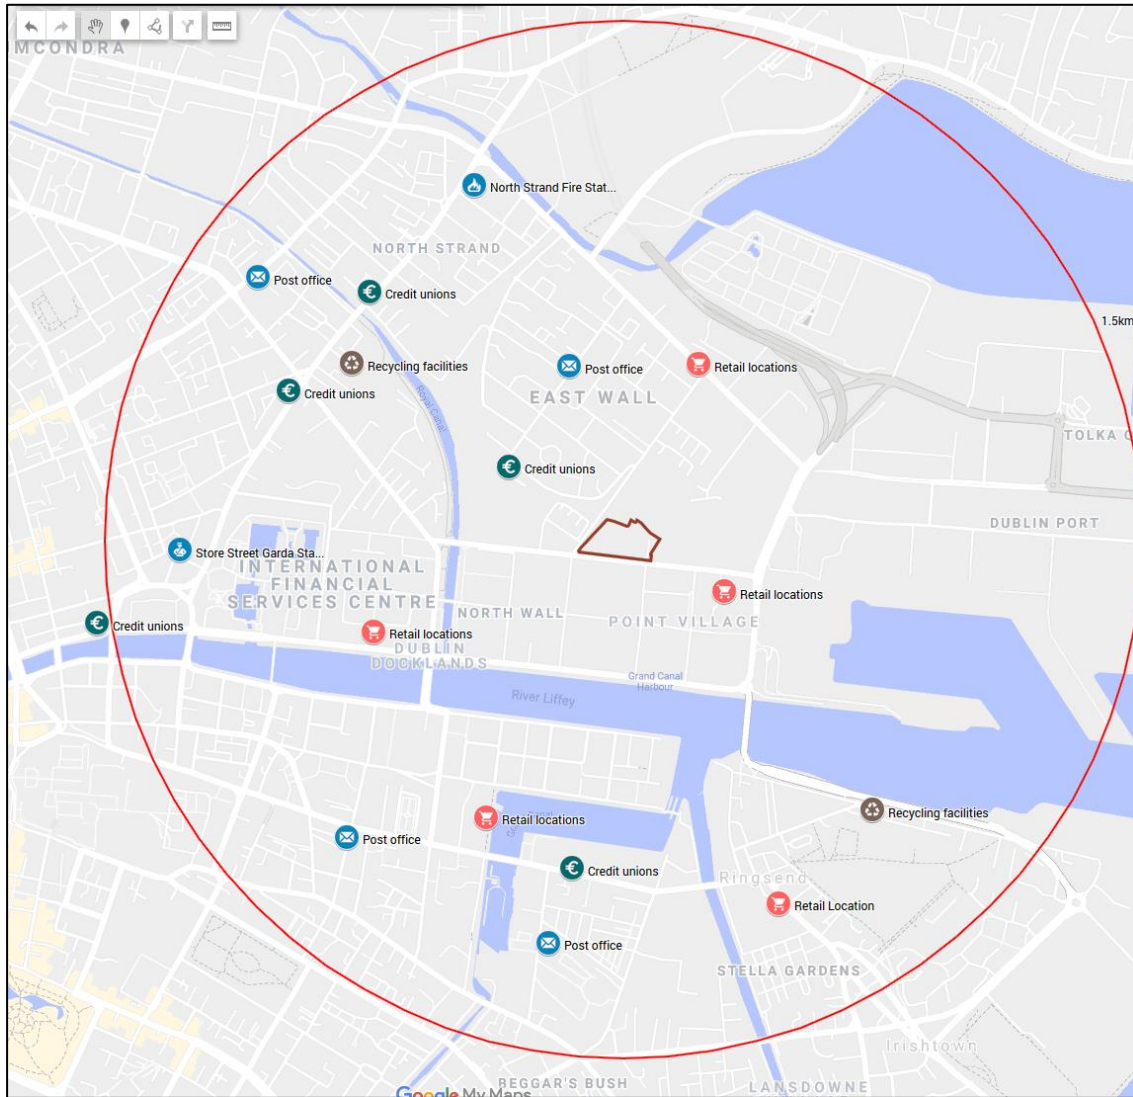 MCONDRA
North Strand Fire Stat...
NORTH STRAND
Post office
Credit unions
1.5km
Recycling facilities
Post office
Retail locations
Credit unions
EAST WALL
Royal Canal
TOLKA
Credit unions
DUBLIN PORT
Store Street Garda Sta...
INTERNATIONAL
FINANCIAL
SERVICES CENTRE
Retail locations
NORTH WALL
Credit unions
POINT VILLAGE
Retail locations
DUBLIN
DOCKLANDS
Grand Canal
Harbour
River Liffey
Recycling facilities
Retail locations
Post office
Credit unions
Ringsend
Retail Location
Post office
STELLA GARDENS
Irishtown
BEGGAR'S BUSH
LANSDOWNE
Google My Maps